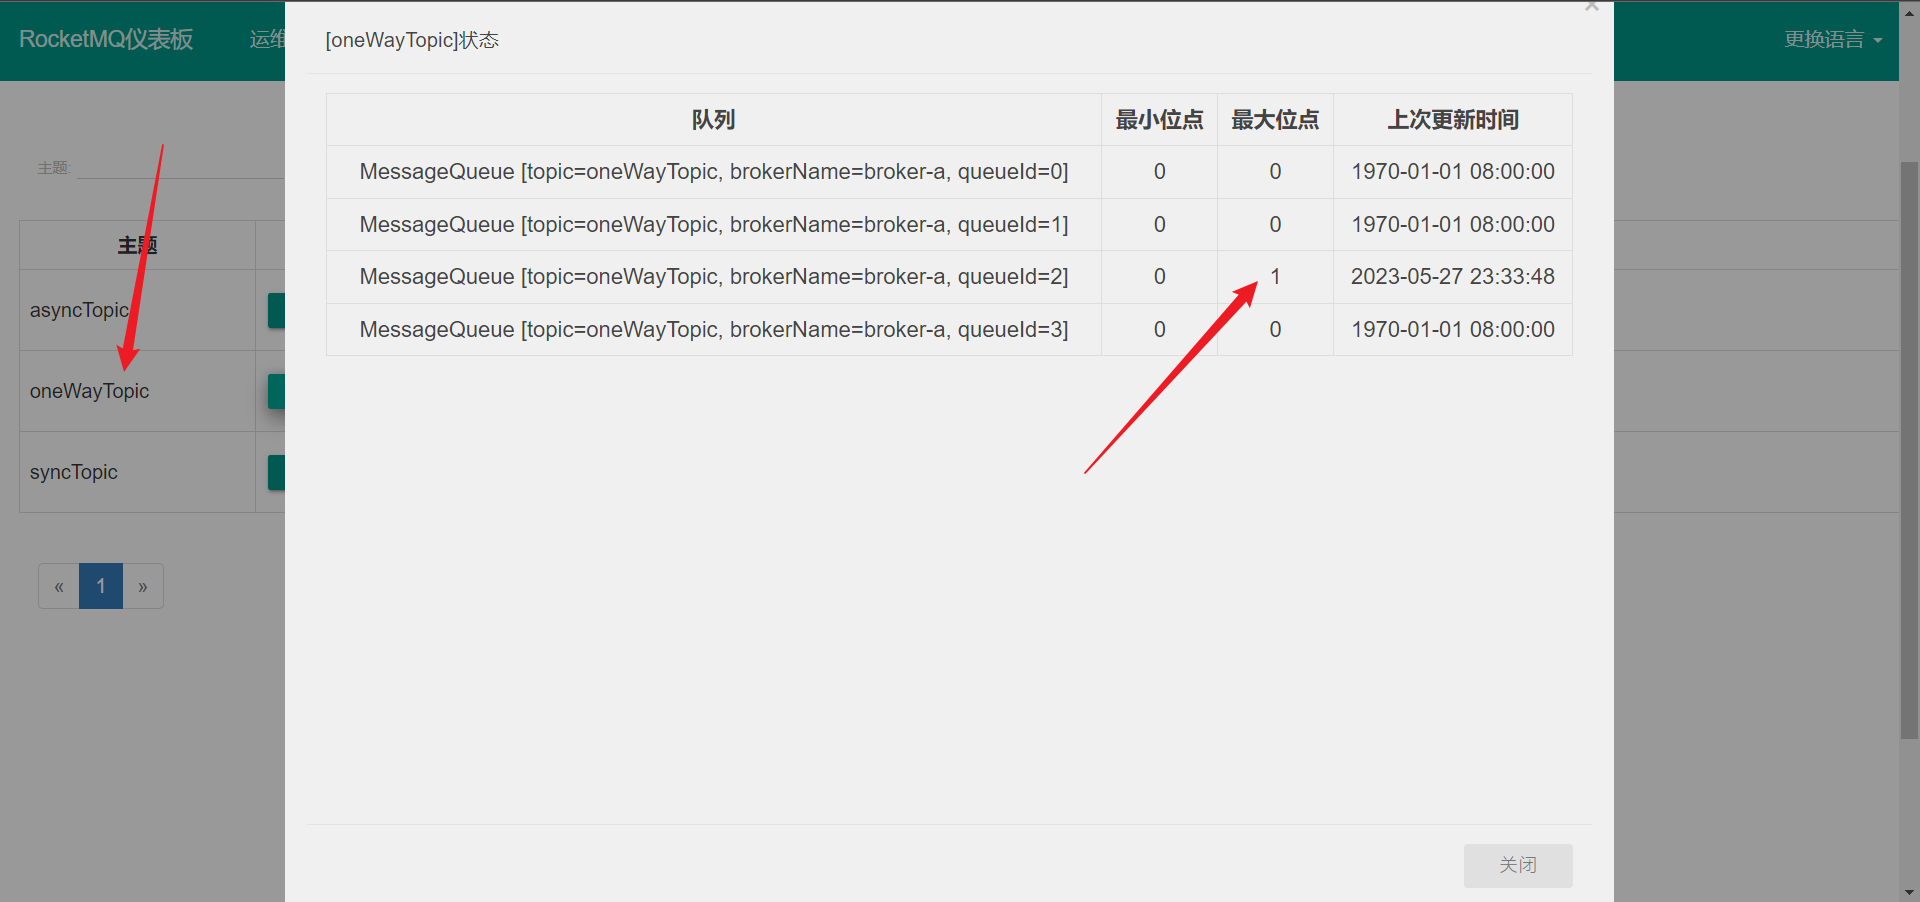 RocketMQ仪表板
运维
更换语言
[oneWayTopic]状态
×
队列 最小位点 最大位点 上次更新时间
MessageQueue [topic=oneWayTopic, brokerName=broker-a, queueId=0] 0 0 1970-01-01 08:00:00
MessageQueue [topic=oneWayTopic, brokerName=broker-a, queueId=1] 0 0 1970-01-01 08:00:00
MessageQueue [topic=oneWayTopic, brokerName=broker-a, queueId=2] 0 1 2023-05-27 23:33:48
MessageQueue [topic=oneWayTopic, brokerName=broker-a, queueId=3] 0 0 1970-01-01 08:00:00
主题:
主题
asyncTopic
oneWayTopic
syncTopic
« 1 »
关闭